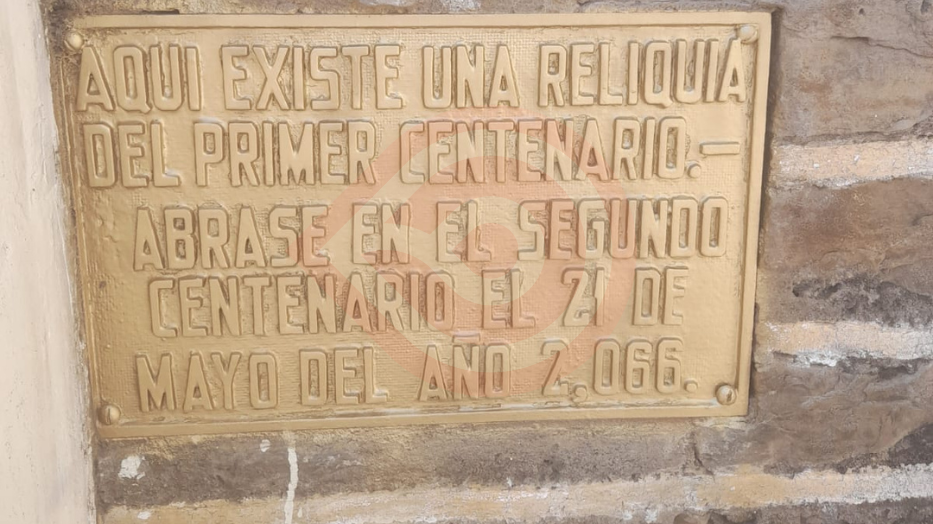 AQUI EXISTE UNA RELIQUIA
DEL PRIMER CENTENARIO.—
ABRASE EN EL SEGUNDO
CENTENARIO EL 21 DE
MAYO DEL AÑO 2,066.